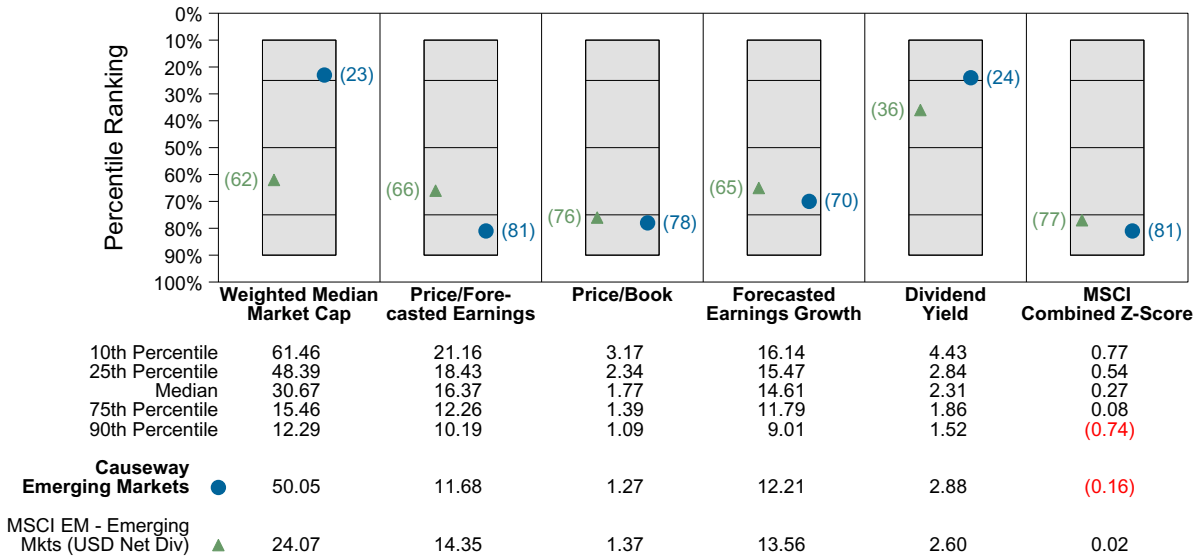 Percentile Ranking
0%
10%
20%
30%
40%
50%
60%
70%
80%
90%
100%
(23)
(62)
(66)
(81)
(76)
(78)
(65)
(70)
(24)
(36)
(77)
(81)
Weighted Median
Market Cap
Price/Fore-
casted Earnings
Price/Book
Forecasted
Earnings Growth
Dividend
Yield
MSCI
Combined Z-Score
10th Percentile 61.46 21.16 3.17 16.14 4.43 0.77
25th Percentile 48.39 18.43 2.34 15.47 2.84 0.54
Median 30.67 16.37 1.77 14.61 2.31 0.27
75th Percentile 15.46 12.26 1.39 11.79 1.86 0.08
90th Percentile 12.29 10.19 1.09 9.01 1.52 (0.74)
Causeway
Emerging Markets 50.05 11.68 1.27 12.21 2.88 (0.16)
MSCI EM - Emerging
Mkts (USD Net Div) 24.07 14.35 1.37 13.56 2.60 0.02